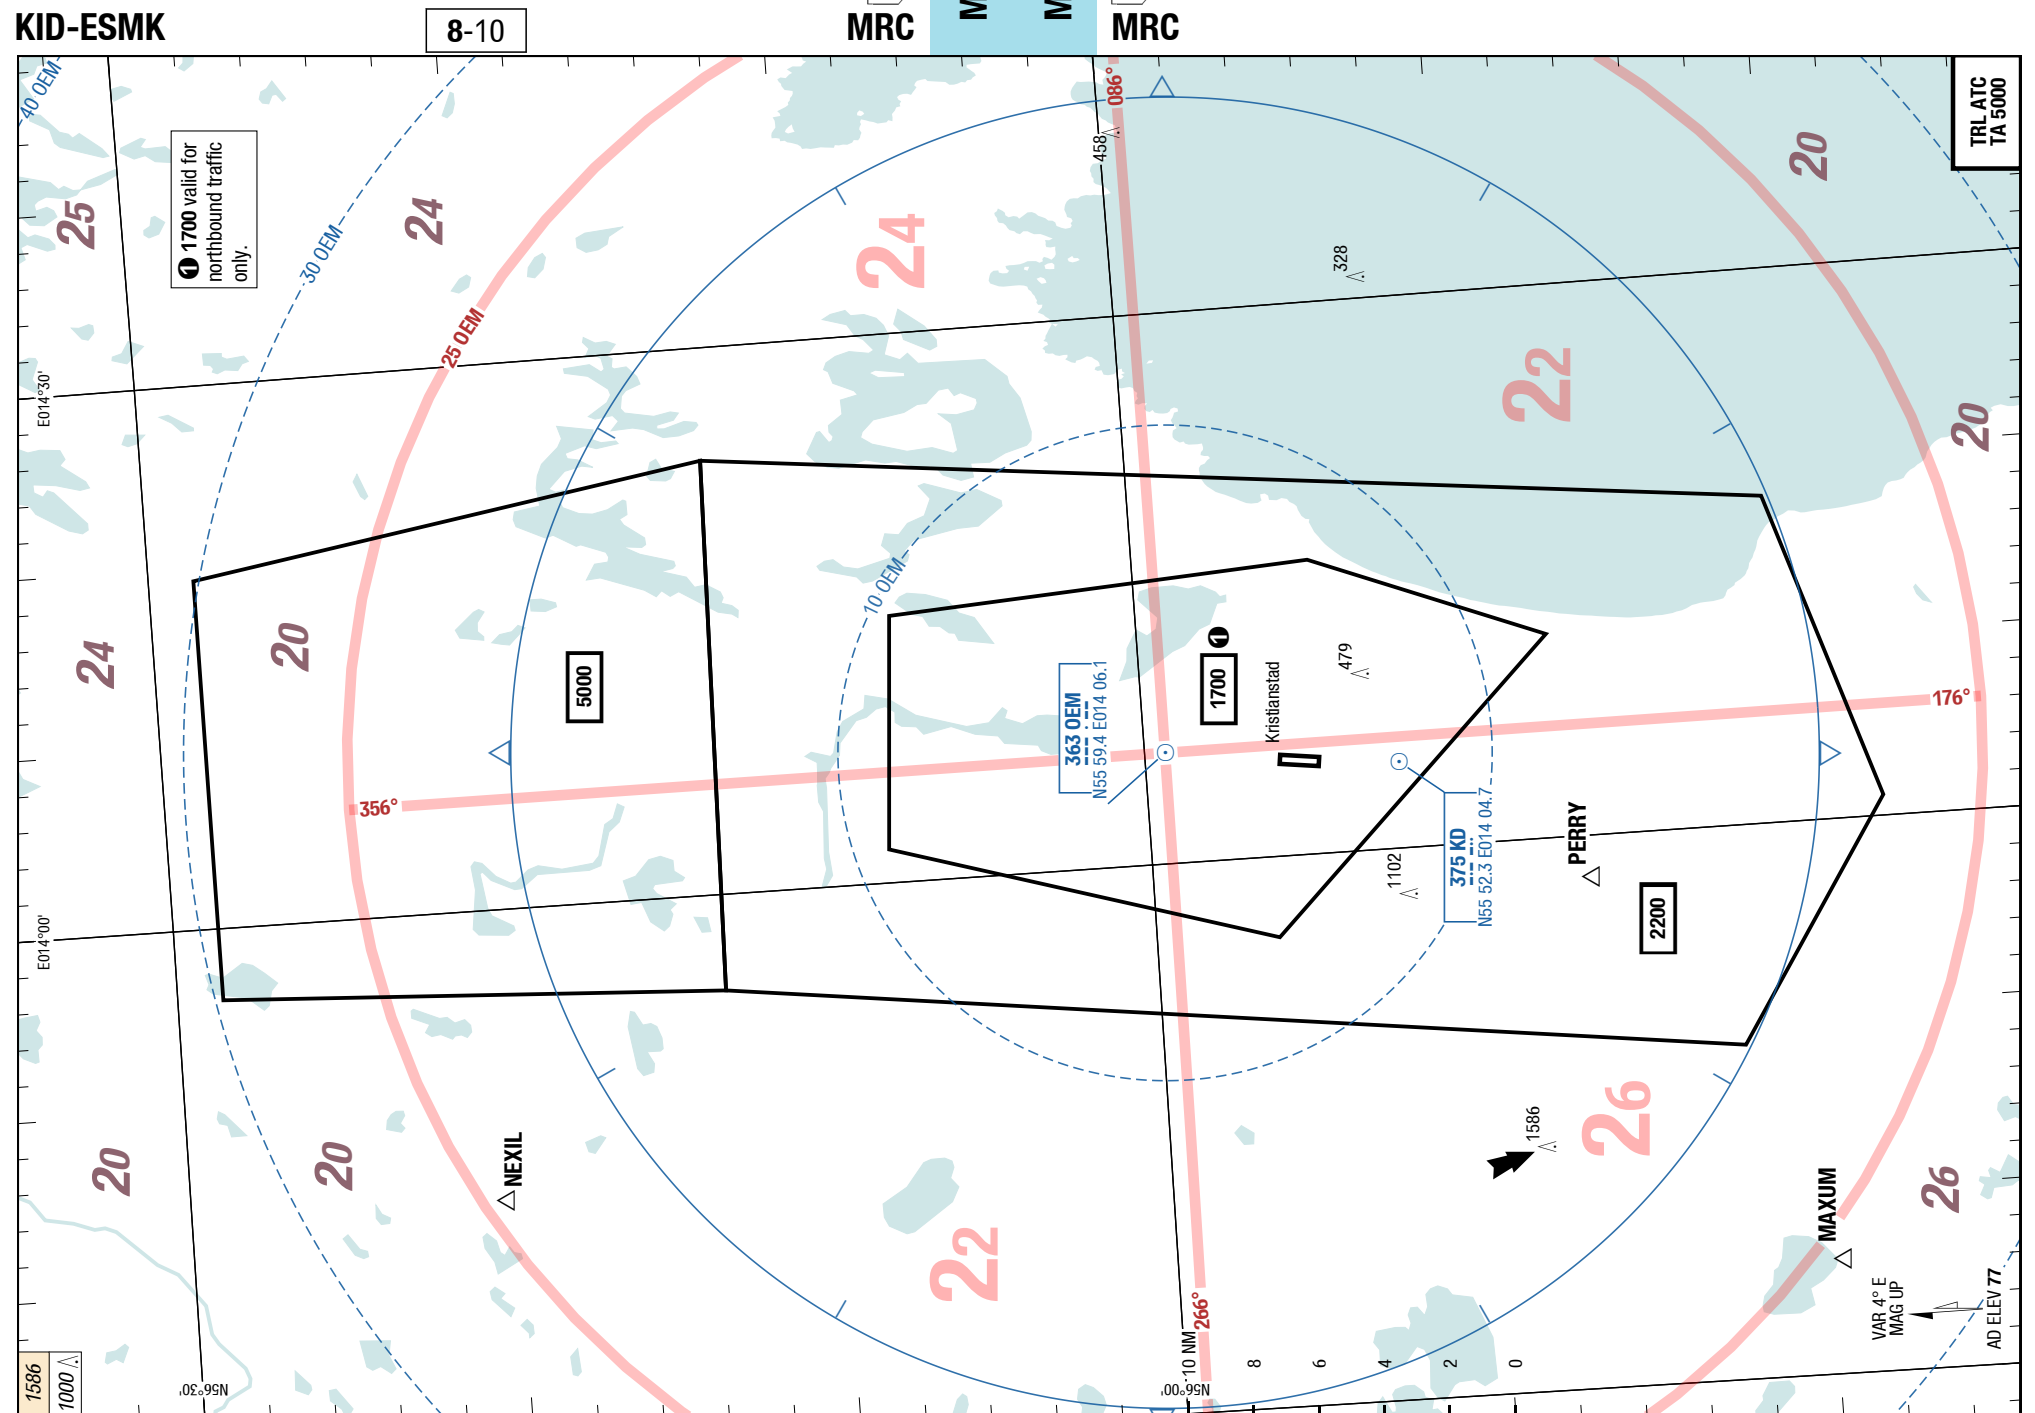 KID-ESMK
8-10
MRC
MRC
40 OEM
TRL ATC
TA 5000
086°
458
25
❶ 1700 valid for
northbound traffic
only.
24
24
20
30 OEM
328
25 OEM
E014°30'
22
20
10 OEM
24
20
5000
363 OEM
N55 59.4 E014 06.1
1700 ❶
Kristianstad
479
176°
356°
375 KD
N55 52.3 E014 04.7
1102
PERRY
2200
E014°00'
1586
26
20
20
NEXIL
22
MAXUM
26
VAR 4° E
MAG UP
AD ELEV 77
266°
10 NM
8
6
4
2
0
N56°00'
N56°30'
1586
1000